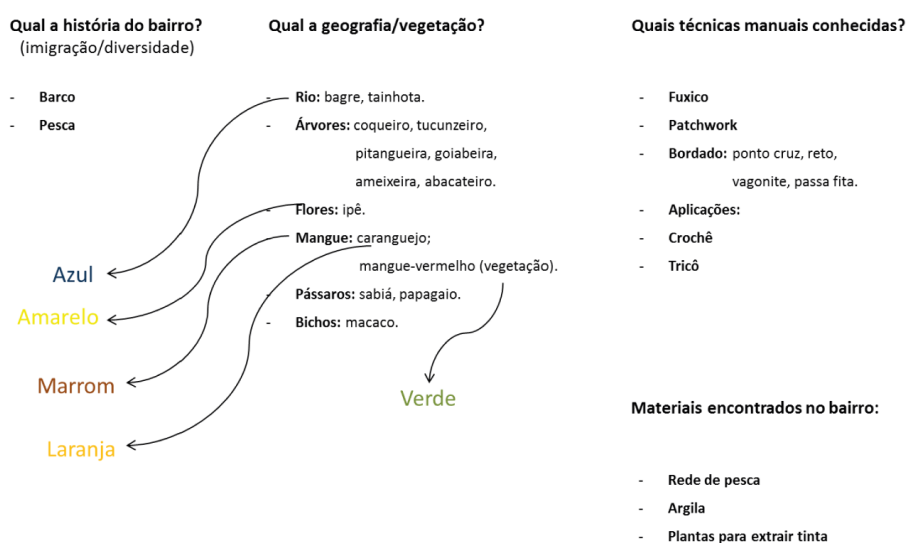 Qual a história do bairro?
(imigração/diversidade)
- Barco
- Pesca
Qual a geografia/vegetação?
- Rio: bagre, tainhota.
- Árvores: coqueiro, tucunzeiro,
pitangueira, goiabeira,
ameixeira, abacateiro.
- Flores: ipê.
- Mangue: caranguejo;
mangue-vermelho (vegetação).
- Pássaros: sabiá, papagaio.
- Bichos: macaco.
Azul
Amarelo
Marrom
Laranja
Verde
Quais técnicas manuais conhecidas?
- Fuxico
- Patchwork
- Bordado: ponto cruz, reto,
vagonite, passa fita.
- Aplicações:
- Crochê
- Tricô
Materiais encontrados no bairro:
- Rede de pesca
- Argila
- Plantas para extrair tinta